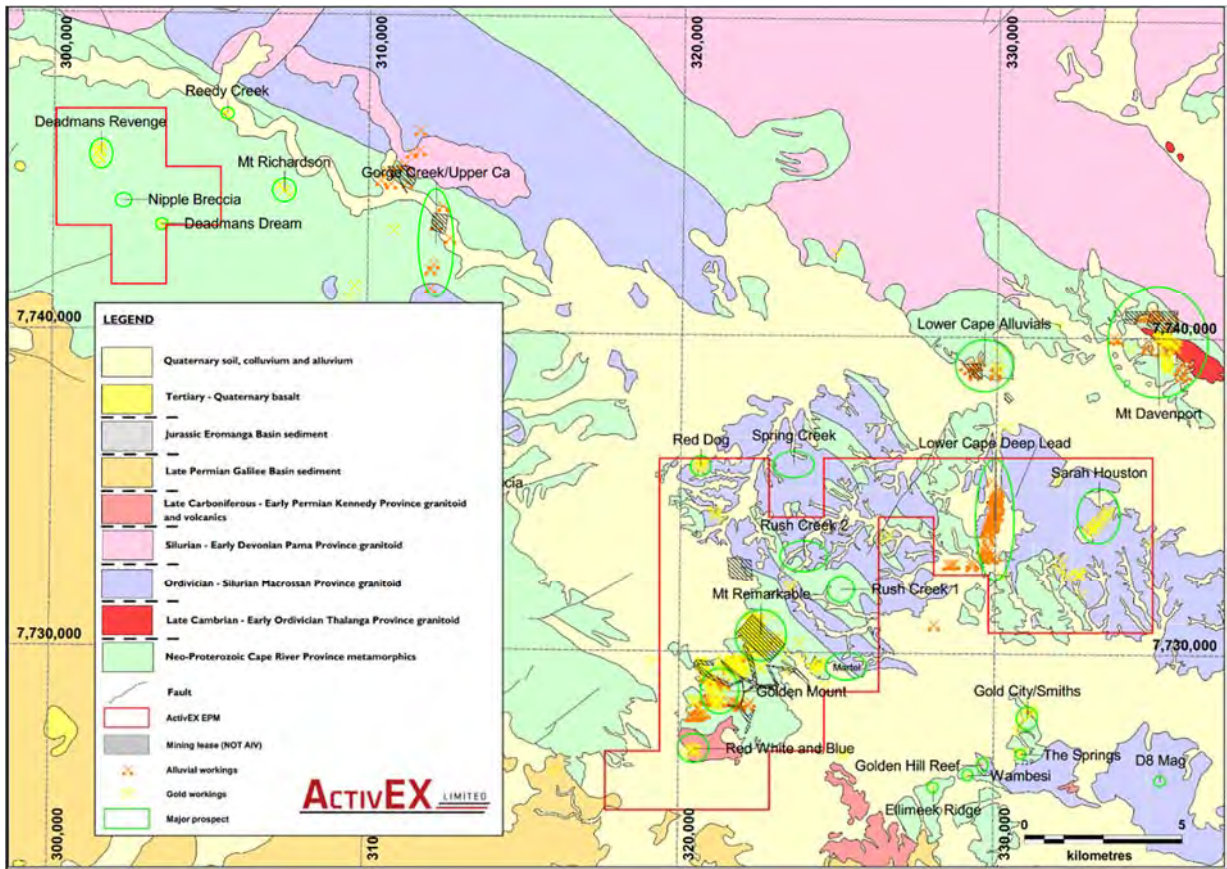 300,000
310,000
320,000
330,000
Reedy Creek
Deadmans Revenge
Mt Richardson
Gorge Creek/Upper Ca
Nipple Breccia
Deadmans Dream
7,740,000
7,740,000
Lower Cape Alluvials
Mt Davenport
LEGEND
Quaternary soil, colluvium and alluvium
Tertiary - Quaternary basalt
Jurassic Eromanga Basin sediment
Late Permian Galilee Basin sediment
Late Carboniferous - Early Permian Kennedy Province granitoid
and volcanics
Silurian - Early Devonian Pama Province granitoid
Ordivician - Silurian Macrossan Province granitoid
Late Cambrian - Early Ordivician Thalanga Province granitoid
Neo-Proterozoic Cape River Province metamorphics
Fault
ActivEX EPM
Mining lease (NOT AIV)
Alluvial workings
Gold workings
Major prospect
ACTIVEX LIMITED
cia
Red Dog
Spring Creek
Lower Cape Deep Lead
Sarah Houston
Rush Creek 2
Mt Remarkable
Rush Creek 1
7,730,000
7,730,000
Golden Mount
Gold City/Smiths
Red White and Blue
Golden Hill Reef
The Springs
D8 Mag
Wambesi
Ellimeek Ridge
0
5
kilometres
300,000
310
320,000
330,000